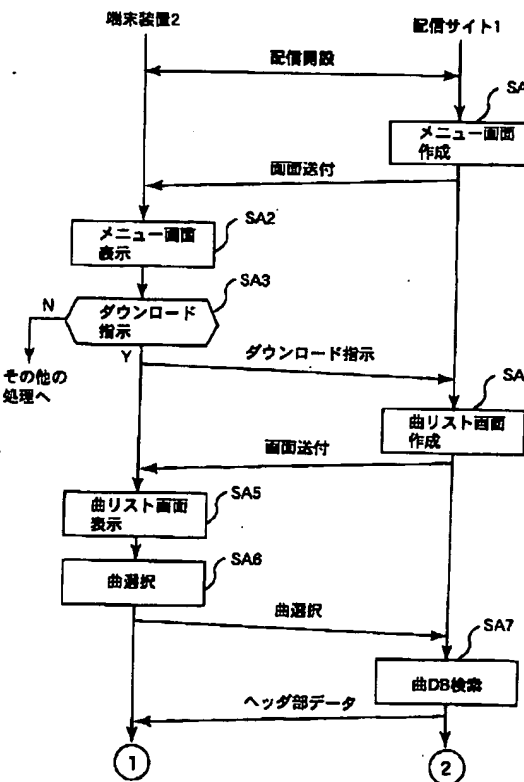 端末装置2
配信サイト1
配信開設
SA
メニュー画面
作成
画面送付
SA2
メニュー画面
表示
SA3
N
ダウンロード
指示
Y
その他の
処理へ
ダウンロード指示
SA
曲リスト画面
作成
画面送付
SA5
曲リスト画面
表示
SA6
曲選択
曲選択
SA7
曲DB検索
ヘッダ部データ
1
2